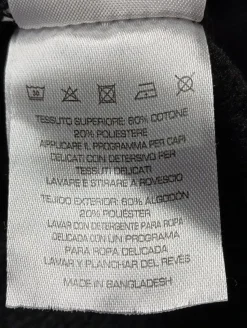 30
TESSUTO SUPERIORE: 80% COTONE
20% POLIESTERE
APPLICARE IL PROGRAMMA PER CAPI
DELICATI CON DETERSIVO PER
TESSUTI DELICATI
LAVARE E STIRARE A ROVESCIO
TEJIDO EXTERIOR: 80% ALGODÓN
20% POLIÉSTER
LAVAR CON DETERGENTE PARA ROPA
DELICADA CON UN PROGRAMA
PARA ROPA DELICADA
LAVAR Y PLANCHAR DEL REVÉS
MADE IN BANGLADESH